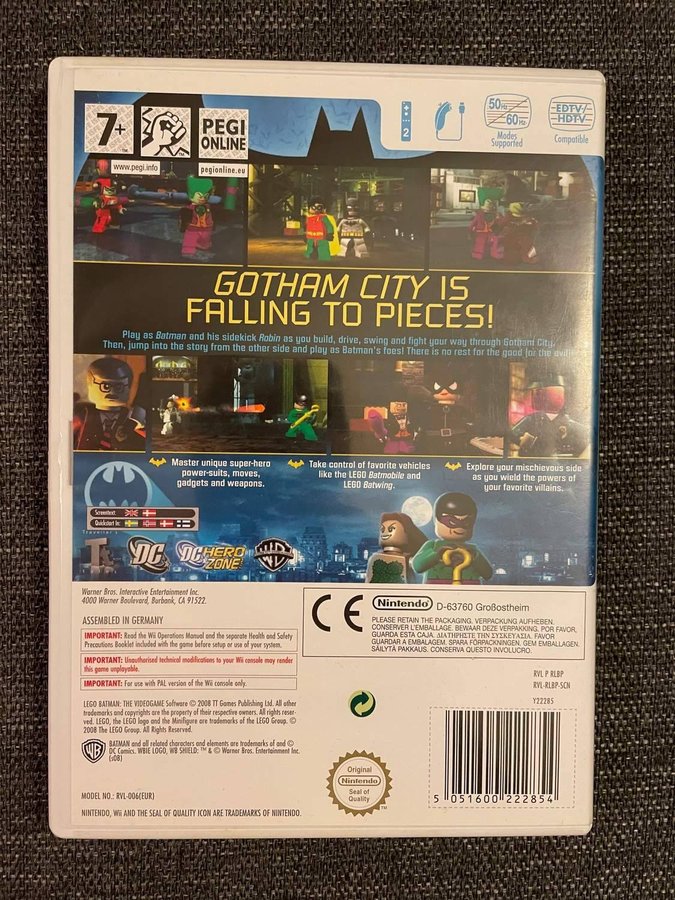 7+
PEGI
ONLINE
www.pegi.info
pegionline.eu
2
50Hz
60Hz
Modes
Supported
EDTV/
HDTV
Compatible
GOTHAM CITY IS
FALLING TO PIECES!
Play as Batman and his sidekick Robin as you build, drive, swing and fight your way through Gotham City.
Then, jump into the story from the other side and play as Batman's foes! There is no rest for the good (or the evil)!
Master unique super-hero
power-suits, moves,
gadgets and weapons.
Take control of favorite vehicles
like the LEGO Batmobile and
LEGO Batwing.
Explore your mischievous side
as you wield the powers of
your favorite villains.
Screentext:
Quickstart in:
Traveller's
DC
DC HERO
ZONE
WB
?
Warner Bros. Interactive Entertainment Inc.
4000 Warner Boulevard, Burbank, CA 91522.
ASSEMBLED IN GERMANY
IMPORTANT: Read the Wii Operations Manual and the separate Health and Safety
Precautions Booklet included with the game before setup or use of your system.
IMPORTANT: Unauthorised technical modifications to your Wii console may render
this game unplayable.
IMPORTANT: For use with PAL version of the Wii console only.
LEGO BATMAN: THE VIDEOGAME Software © 2008 TT Games Publishing Ltd. All other
trademarks and copyrights are property of their respective owners. All rights reser-
ved. LEGO, the LEGO logo and the Minifigure are trademarks of the LEGO Group. ©
2008 The LEGO Group. All Rights Reserved.
WB
BATMAN and all related characters and elements are trademarks of and ©
DC Comics. WBIE LOGO, WB SHIELD: ™ & © Warner Bros. Entertainment Inc.
(s08)
MODEL NO.: RVL-006(EUR)
NINTENDO, Wii AND THE SEAL OF QUALITY ICON ARE TRADEMARKS OF NINTENDO.
CE
Nintendo D-63760 Großostheim
PLEASE RETAIN THE PACKAGING. VERPACKUNG AUFHEBEN.
CONSERVER L'EMBALLAGE. BEWAAR DEZE VERPAKKING. POR FAVOR,
GUARDA ESTA CAJA. ΔΙΑΤΗΡΗΣΤΕ ΤΗΝ ΣΥΣΚΕΥΑΣΙΑ. FAVOR
GUARDAR A EMBALAGEM. SPARA FÖRPACKNINGEN. GEM EMBALLAGEN.
SÄILYTÄ PAKKAUS. CONSERVA QUESTO INVOLUCRO.
RVL P RLBP
RVL-RLBP-SCN
Y22285
Original
Nintendo
Seal of
Quality
TM
5 051600 222854